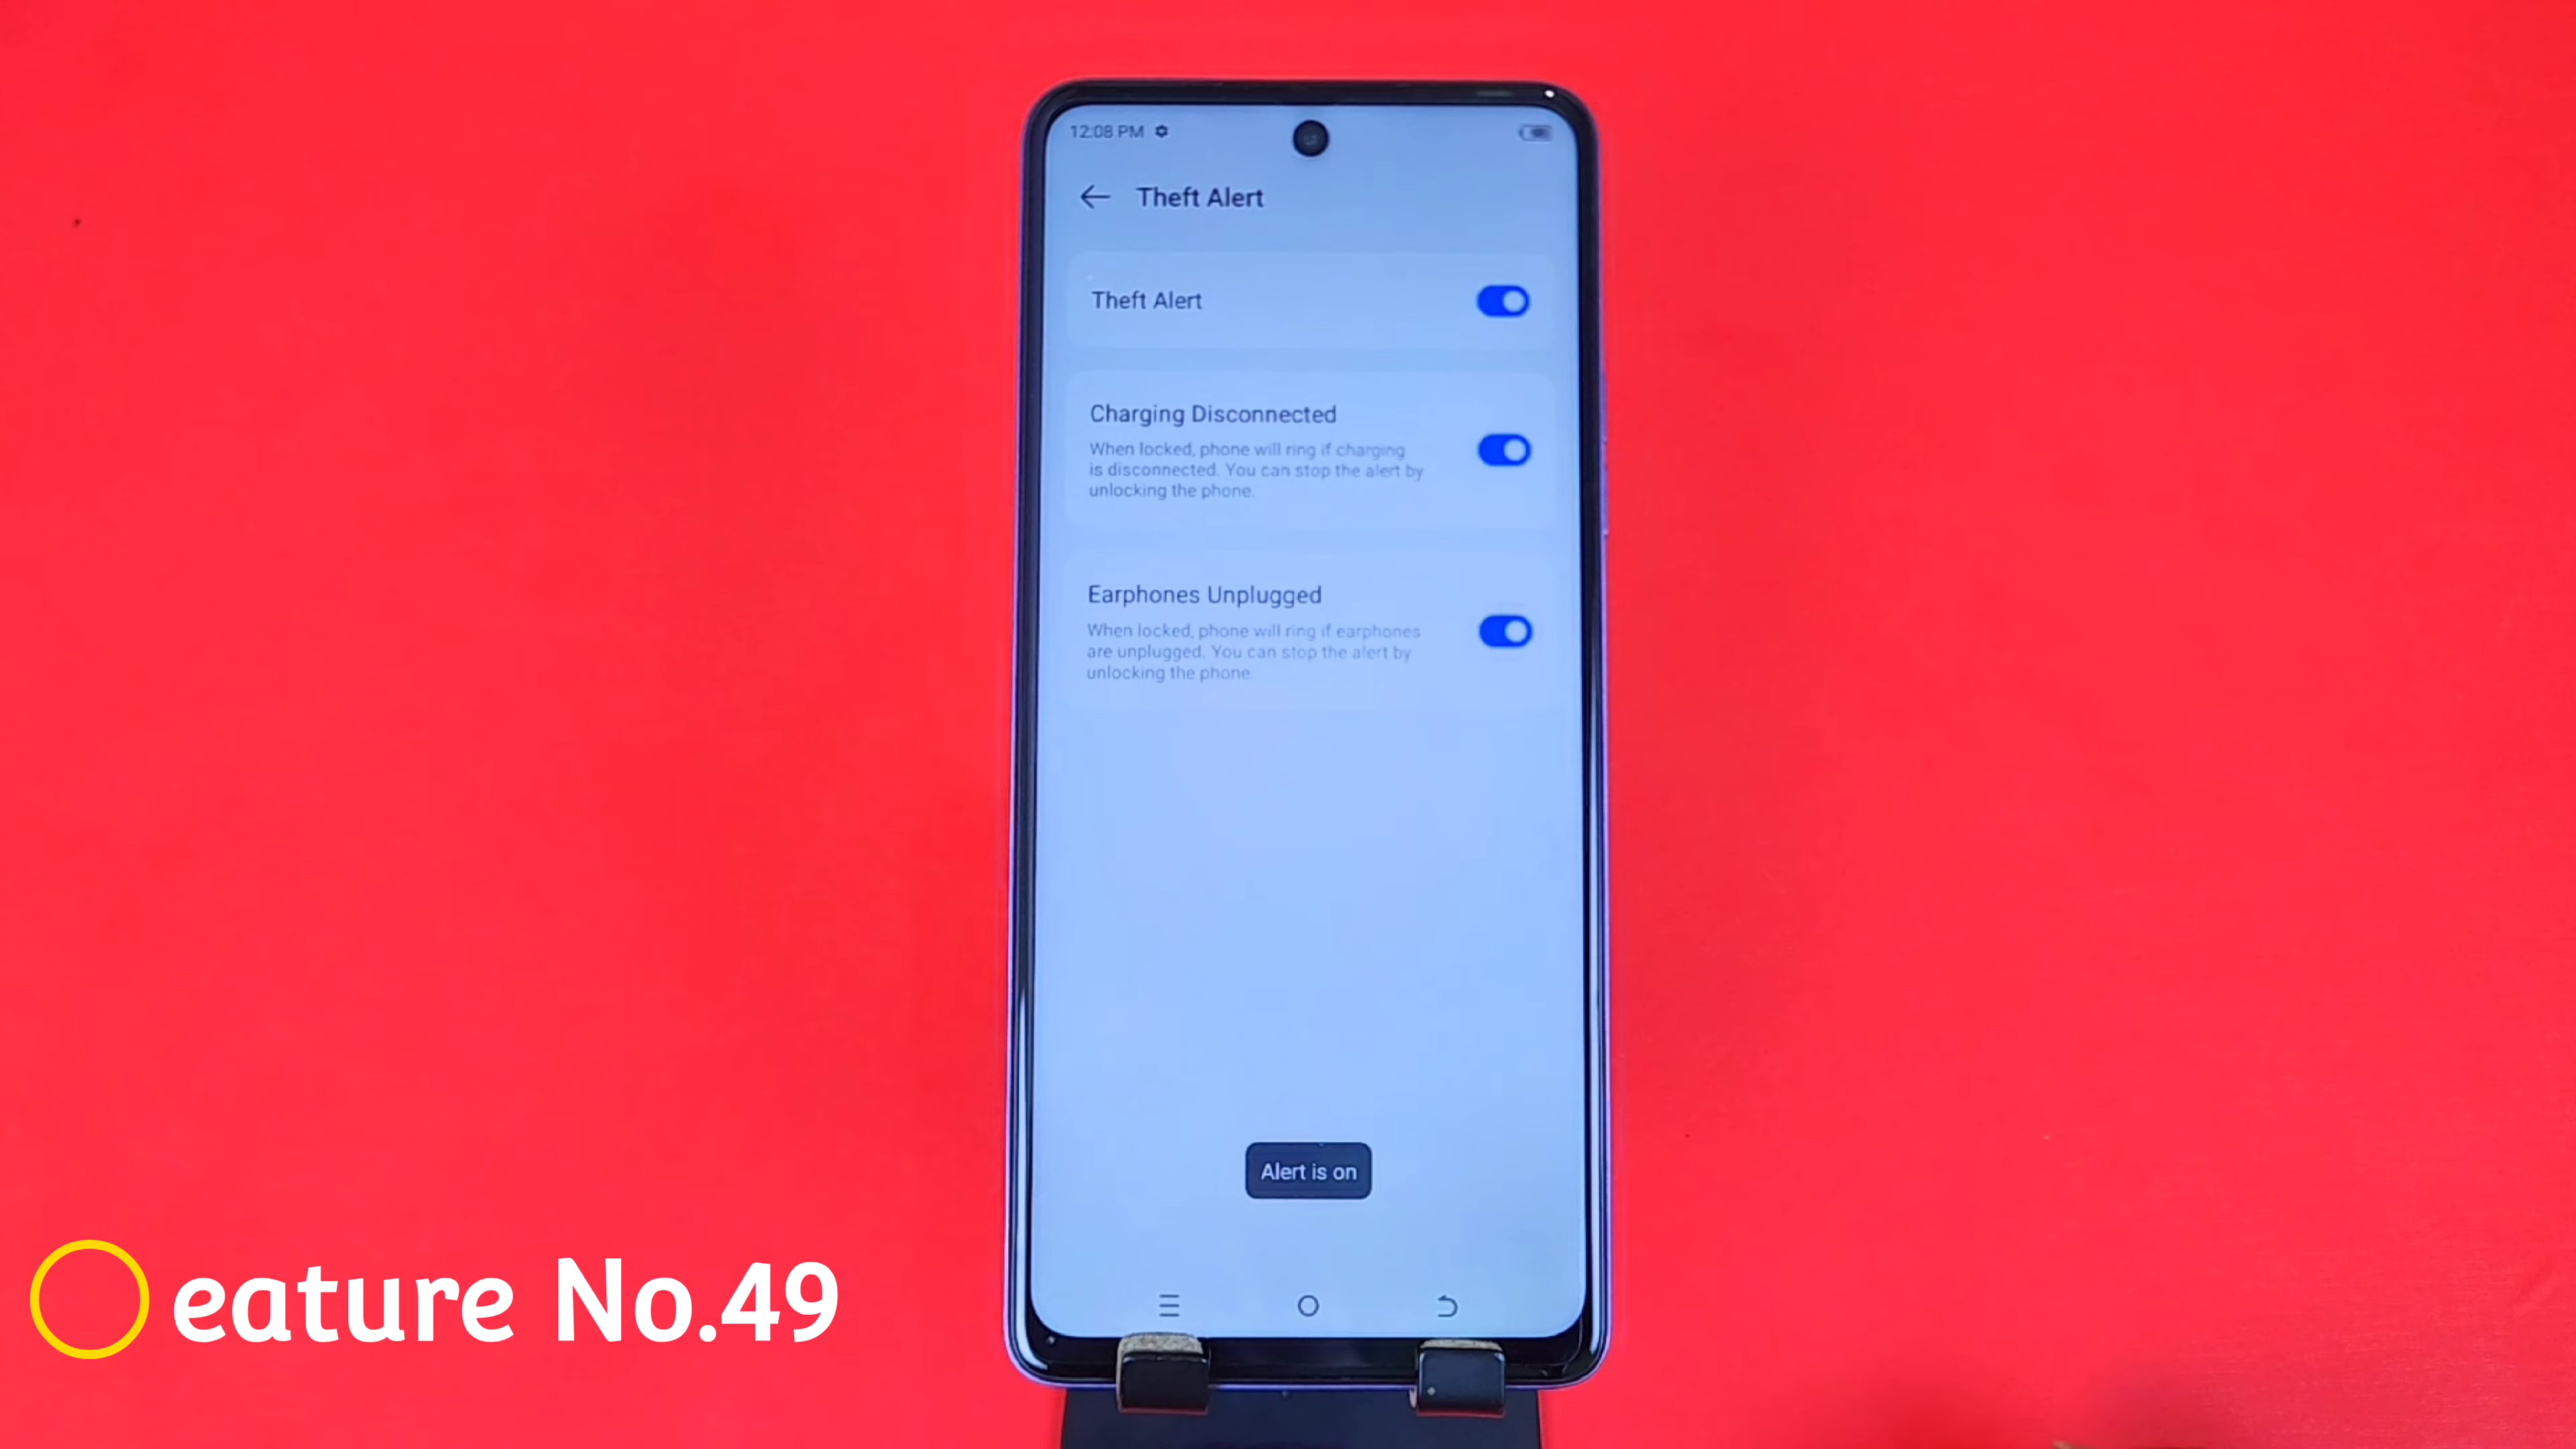 12:08 PM
Theft Alert
Theft Alert
Charging Disconnected
When locked, phone will ring if charging
is disconnected. You can stop the alert by
unlocking the phone.
Earphones Unplugged
When locked, phone will ring if earphones
are unplugged. You can stop the alert by
unlocking the phone.
Alert is on
eature No.49